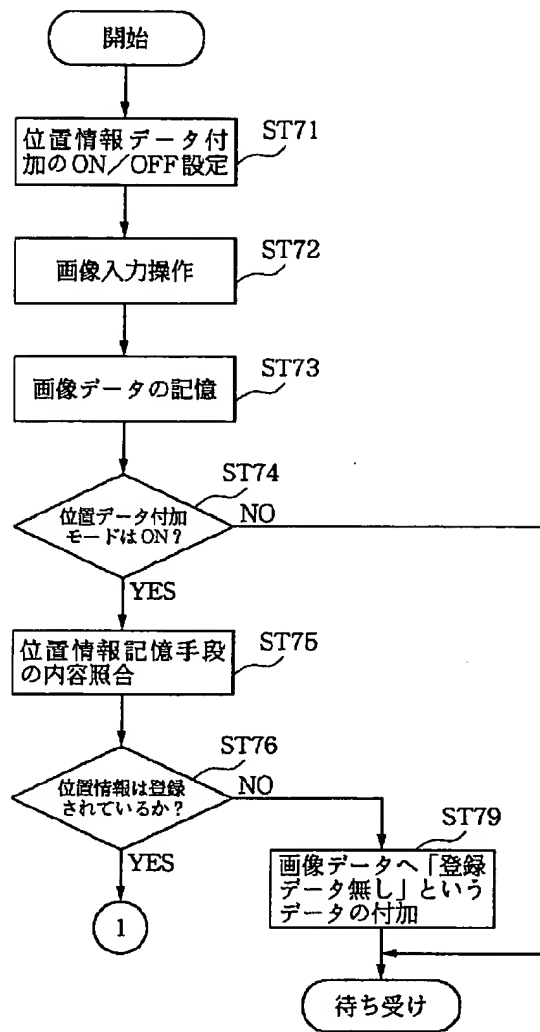 開始
位置情報データ付
加のON／OFF設定
ST71
画像入力操作
ST72
画像データの記憶
ST73
ST74
位置データ付加
モードはON？
NO
YES
位置情報記憶手段
の内容照合
ST75
ST76
位置情報は登録
されているか？
NO
YES
ST79
画像データへ「登録
データ無し」という
データの付加
1
待ち受け